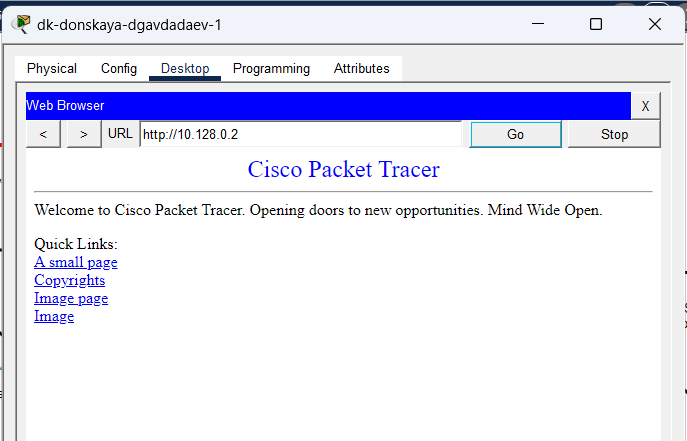 dk-donskaya-dgavdadaev-1
Physical Config Desktop Programming Attributes
Web Browser X
< > URL http://10.128.0.2 Go Stop
Cisco Packet Tracer
Welcome to Cisco Packet Tracer. Opening doors to new opportunities. Mind Wide Open.
Quick Links:
A small page
Copyrights
Image page
Image